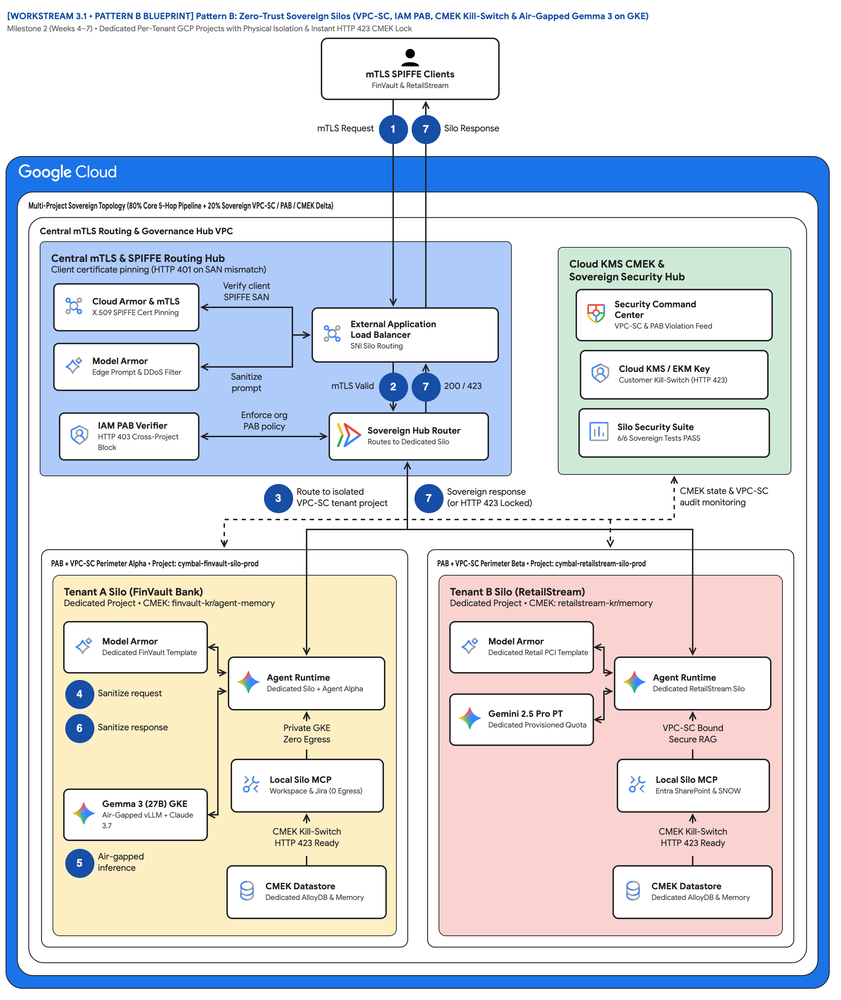 [WORKSTREAM 3.1 • PATTERN B BLUEPRINT] Pattern B: Zero-Trust Sovereign Silos (VPC-SC, IAM PAB, CMEK Kill-Switch & Air-Gapped Gemma 3 on GKE)
Milestone 2 (Weeks 4–7) • Dedicated Per-Tenant GCP Projects with Physical Isolation & Instant HTTP 423 CMEK Lock
mTLS SPIFFE Clients
FinVault & RetailStream
mTLS Request
1
7
Silo Response
Google Cloud
Multi-Project Sovereign Topology (80% Core 5-Hop Pipeline + 20% Sovereign VPC-SC / PAB / CMEK Delta)
Central mTLS Routing & Governance Hub VPC
Central mTLS & SPIFFE Routing Hub
Client certificate pinning (HTTP 401 on SAN mismatch)
Cloud Armor & mTLS
X.509 SPIFFE Cert Pinning
Verify client
SPIFFE SAN
Model Armor
Edge Prompt & DDoS Filter
Sanitize
prompt
External Application
Load Balancer
SNI Silo Routing
mTLS Valid
2
7
200 / 423
IAM PAB Verifier
HTTP 403 Cross-Project
Block
Enforce org
PAB policy
Sovereign Hub Router
Routes to Dedicated Silo
Cloud KMS CMEK &
Sovereign Security Hub
Security Command
Center
VPC-SC & PAB Violation Feed
Cloud KMS / EKM Key
Customer Kill-Switch (HTTP 423)
Silo Security Suite
6/6 Sovereign Tests PASS
3
Route to isolated
VPC-SC tenant project
7
Sovereign response
(or HTTP 423 Locked)
CMEK state & VPC-SC
audit monitoring
PAB + VPC-SC Perimeter Alpha • Project: cymbal-finvault-silo-prod
Tenant A Silo (FinVault Bank)
Dedicated Project • CMEK: finvault-kr/agent-memory
Model Armor
Dedicated FinVault Template
4
Sanitize request
6
Sanitize response
Agent Runtime
Dedicated Silo + Agent Alpha
Private GKE
Zero Egress
Local Silo MCP
Workspace & Jira (0 Egress)
Gemma 3 (27B) GKE
Air-Gapped vLLM + Claude
3.7
5
Air-gapped
inference
CMEK Kill-Switch
HTTP 423 Ready
CMEK Datastore
Dedicated AlloyDB & Memory
PAB + VPC-SC Perimeter Beta • Project: cymbal-retailstream-silo-prod
Tenant B Silo (RetailStream)
Dedicated Project • CMEK: retailstream-kr/memory
Model Armor
Dedicated Retail PCI Template
Agent Runtime
Dedicated RetailStream Silo
Gemini 2.5 Pro PT
Dedicated Provisioned Quota
VPC-SC Bound
Secure RAG
Local Silo MCP
Entra SharePoint & SNOW
CMEK Kill-Switch
HTTP 423 Ready
CMEK Datastore
Dedicated AlloyDB & Memory